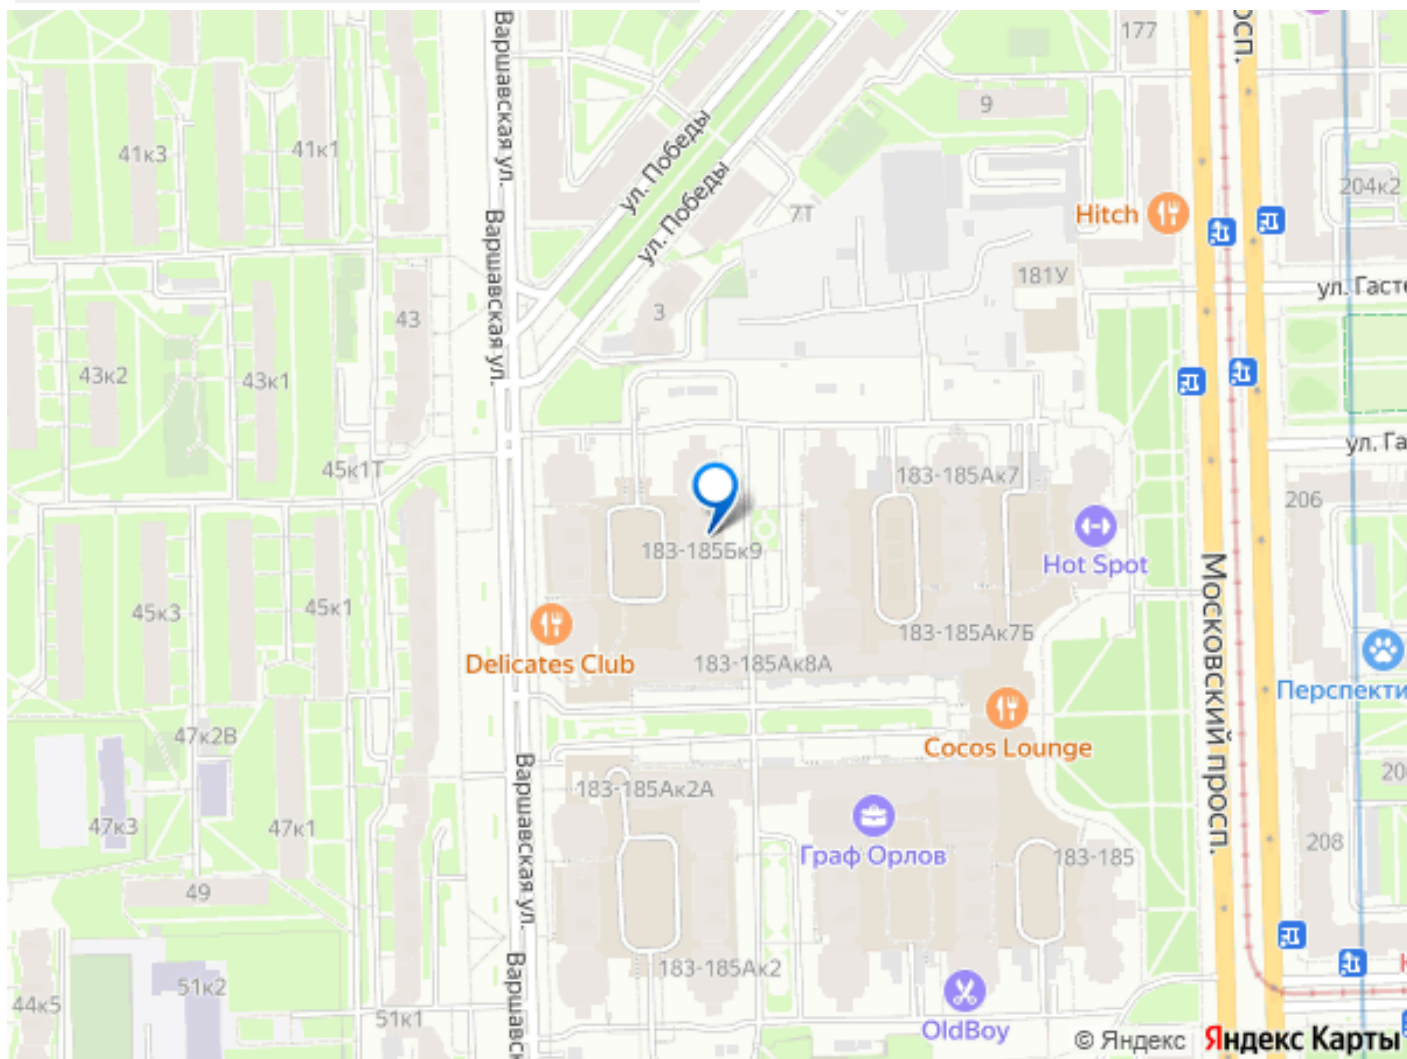 Варшавская ул.
177
просп.
9
41к3
41к1
ул. Победы
ул. Победы
204к2
7Т
Hitch
Варшавская ул.
181У
ул. Гасте
43
3
43к2
43к1
45к1Т
183-185Ак7
ул. Га
206
183-185Бк9
Hot Spot
45к3
45к1
183-185Ак7Б
Delicates Club
183-185Ак8А
Московский просп.
Перспекти
47к2В
Cocos Lounge
Варшавская ул.
183-185Ак2А
20
47к3
47к1
Граф Орлов
183-185
208
49
Варшавск
183-185Ак2
51к2
44к5
51к1
OldBoy
© Яндекс Яндекс Карты